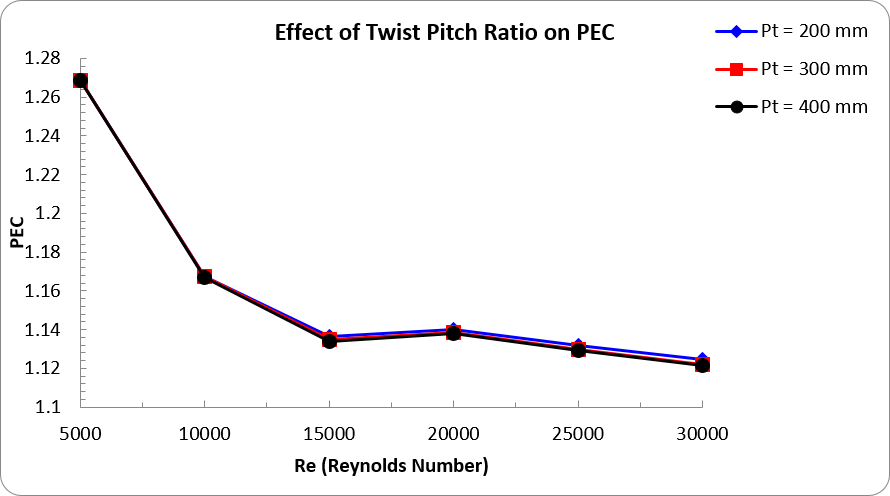 Effect of Twist Pitch Ratio on PEC
Pt = 200 mm
Pt = 300 mm
Pt = 400 mm
1.28
1.26
1.24
1.22
1.2
1.18
1.16
1.14
1.12
1.1
PEC
5000 10000 15000 20000 25000 30000
Re (Reynolds Number)